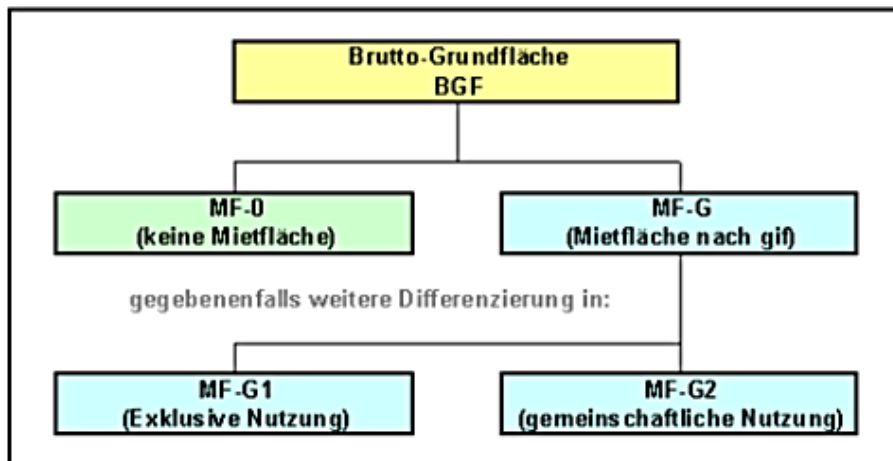 Brutto-Grundfläche
BGF
MF-0
(keine Mietfläche)
MF-G
(Mietfläche nach gif)
gegebenenfalls weitere Differenzierung in:
MF-G1
(Exklusive Nutzung)
MF-G2
(gemeinschaftliche Nutzung)